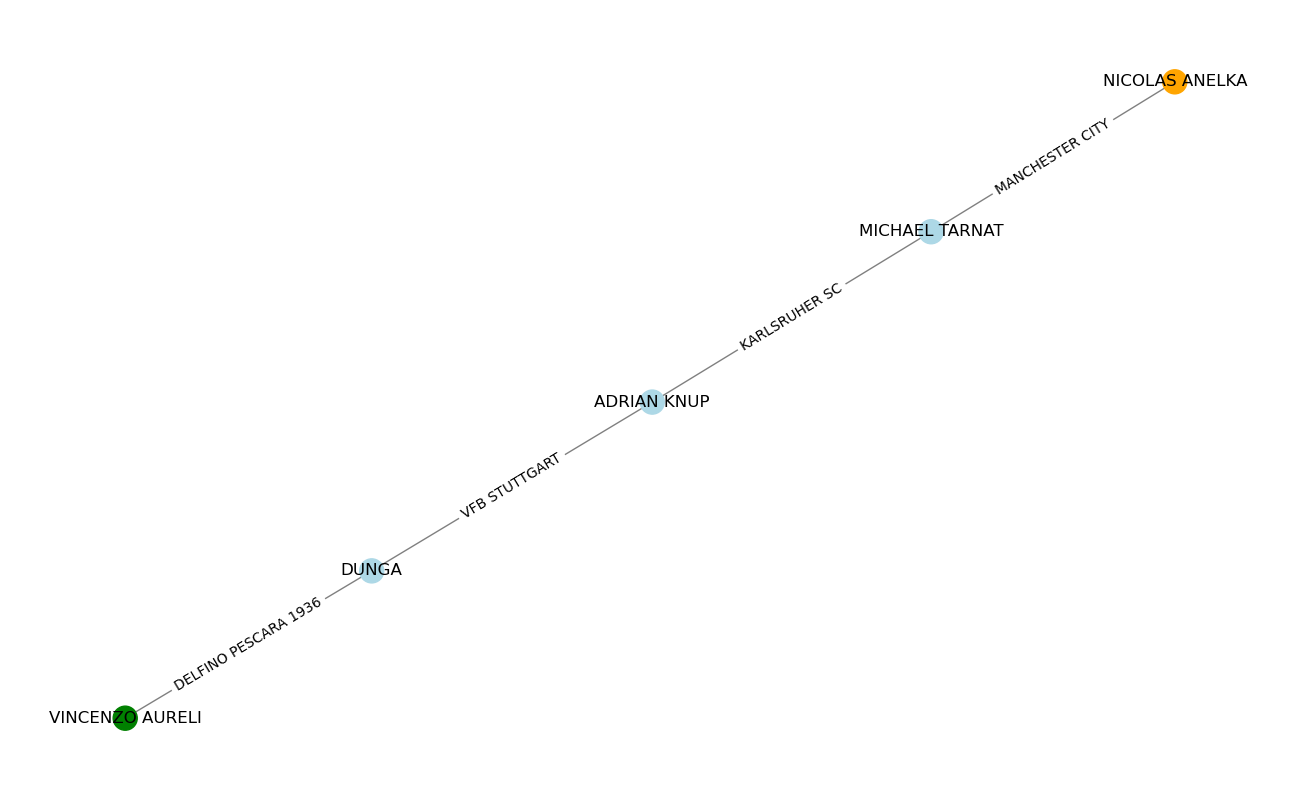 NICOLAS ANELKA
MANCHESTER CITY
MICHAEL TARNAT
KARLSRUHER SC
ADRIAN KNUP
VFB STUTTGART
DUNGA
DELFINO PESCARA 1936
VINCENZO AURELI